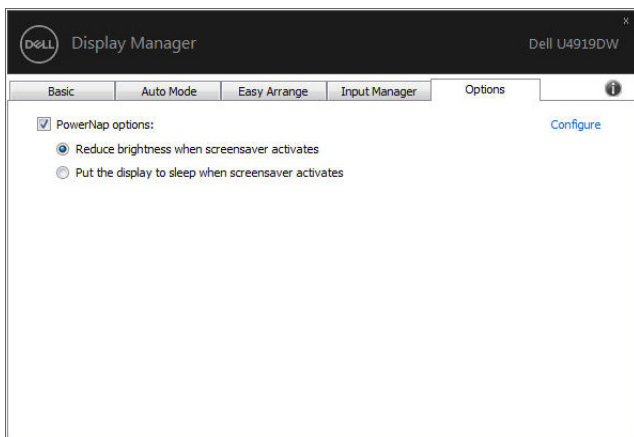 x
DELL Display Manager Dell U4919DW
Basic Auto Mode Easy Arrange Input Manager Options
PowerNap options: Configure
Reduce brightness when screensaver activates
Put the display to sleep when screensaver activates